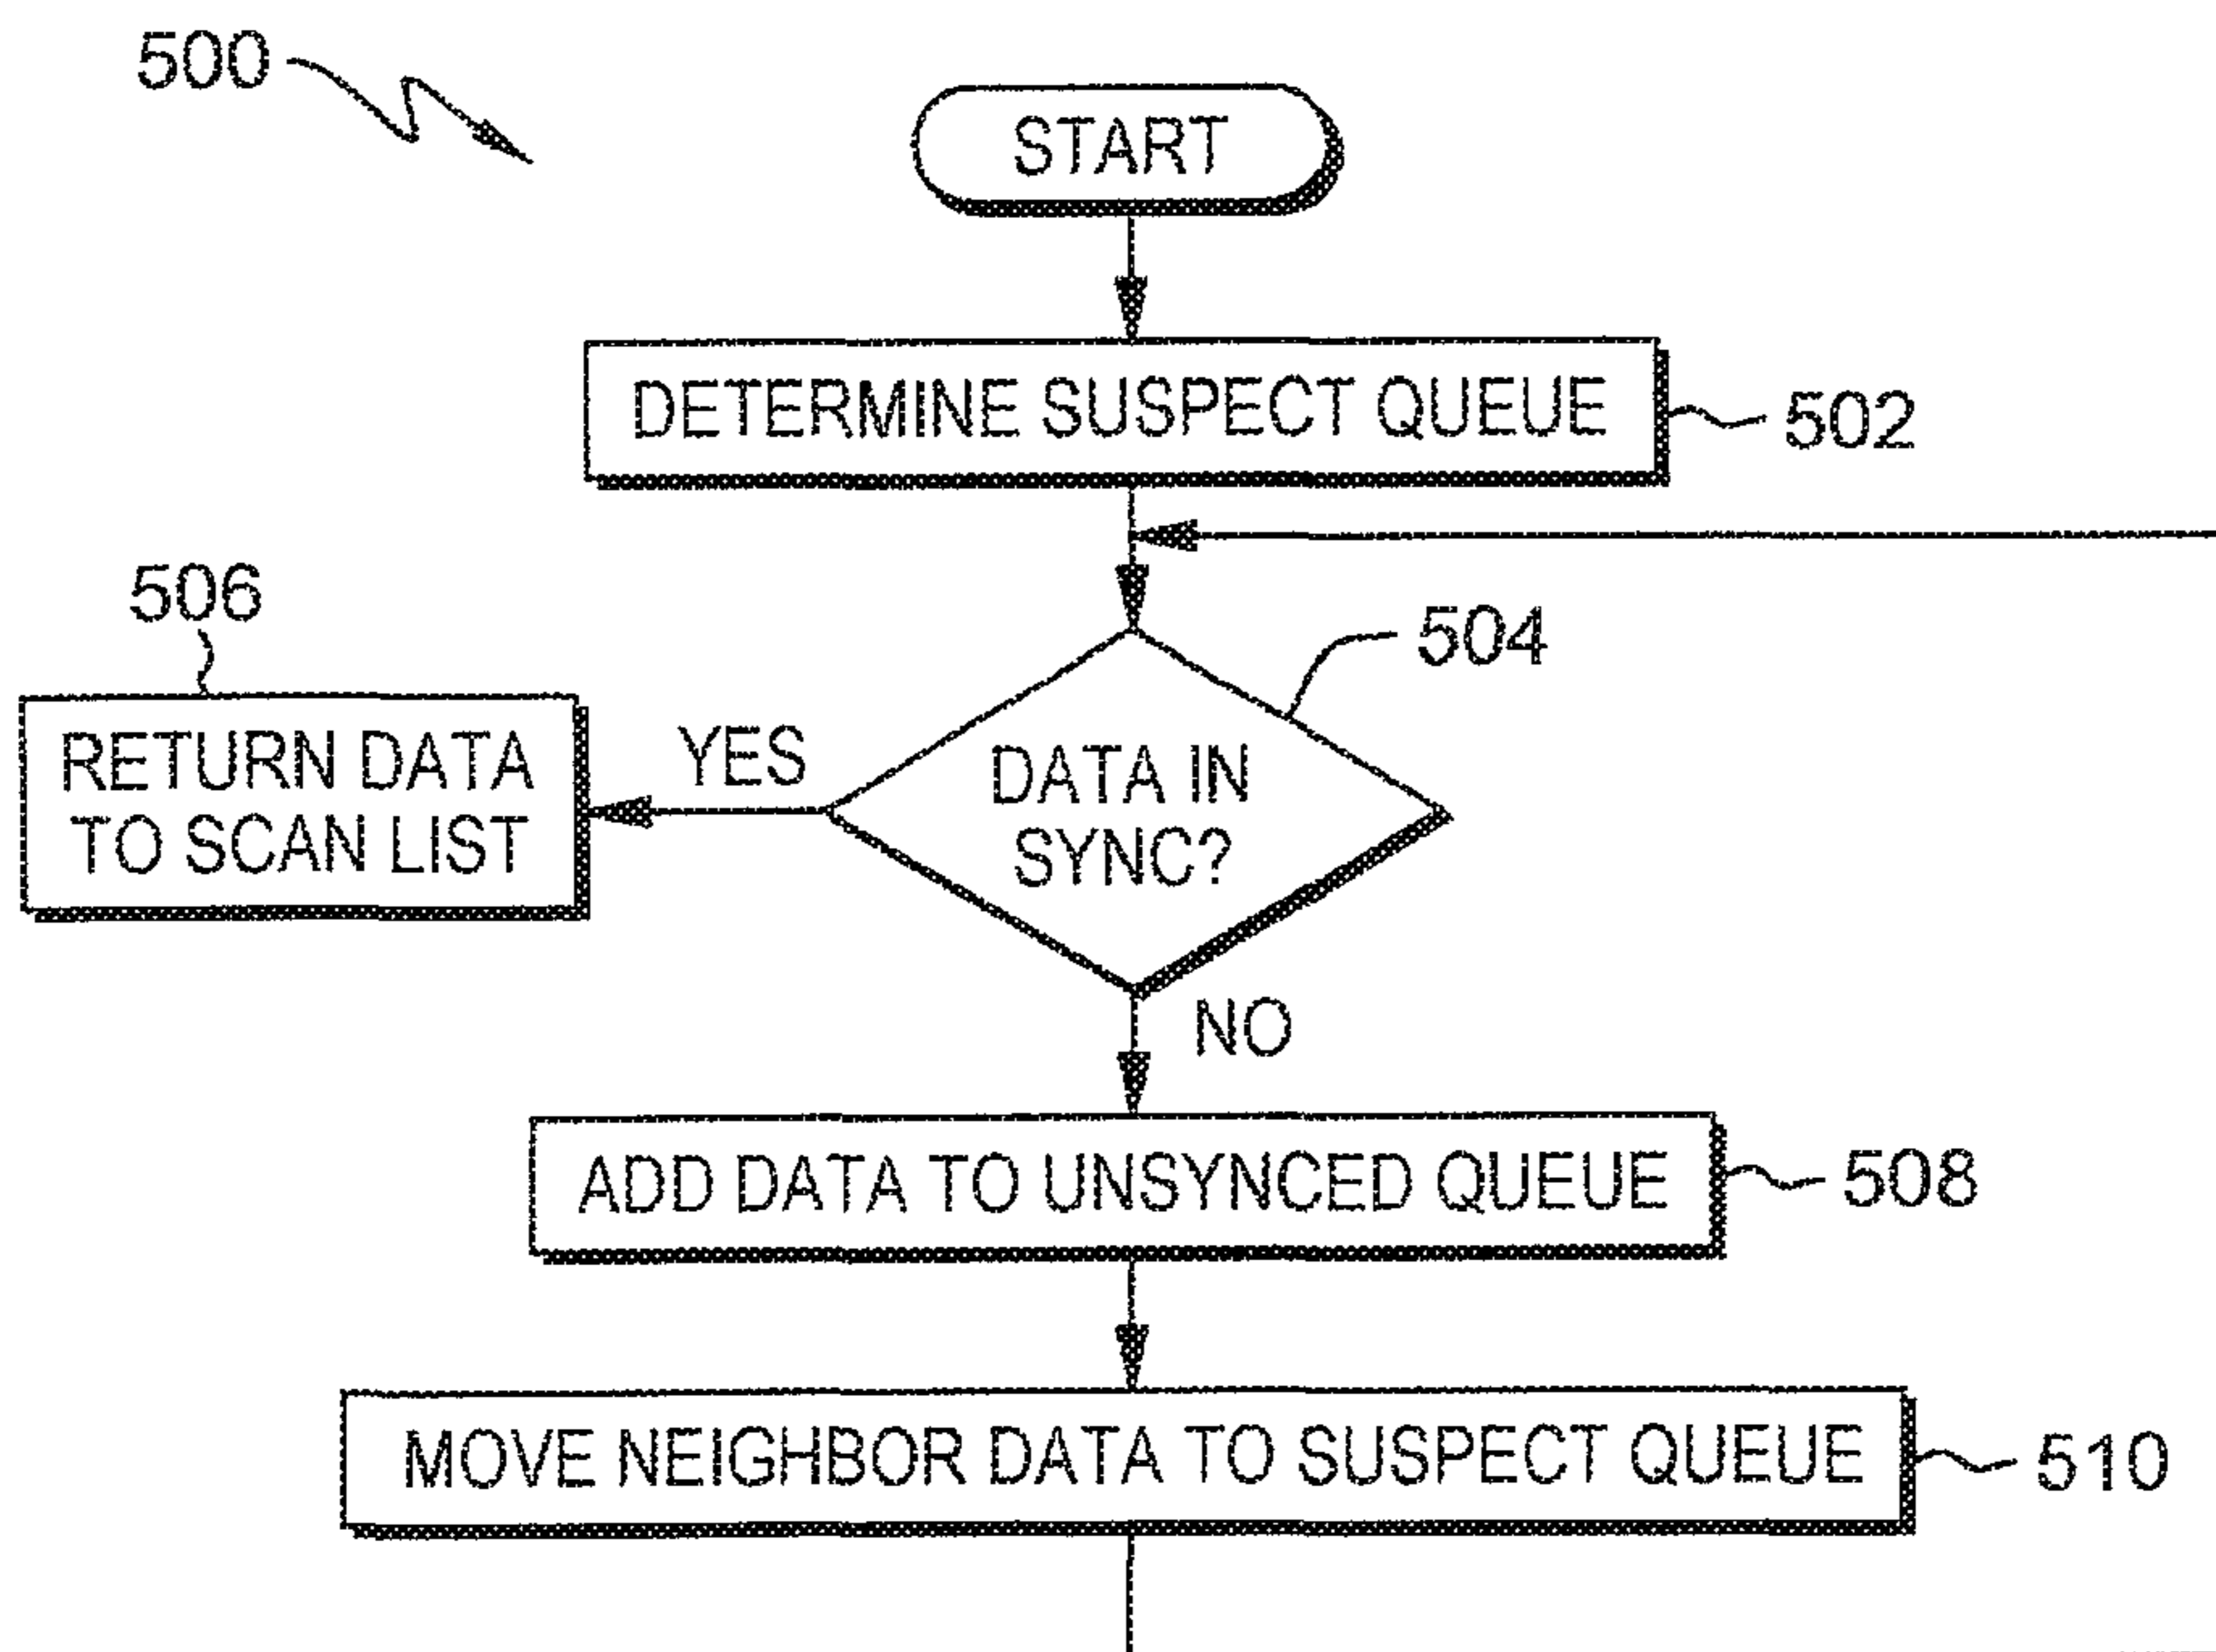 500
START
DETERMINE SUSPECT QUEUE
502
506
504
RETURN DATA
TO SCAN LIST
YES
DATA IN
SYNC?
NO
ADD DATA TO UNSYNCED QUEUE
508
MOVE NEIGHBOR DATA TO SUSPECT QUEUE
510